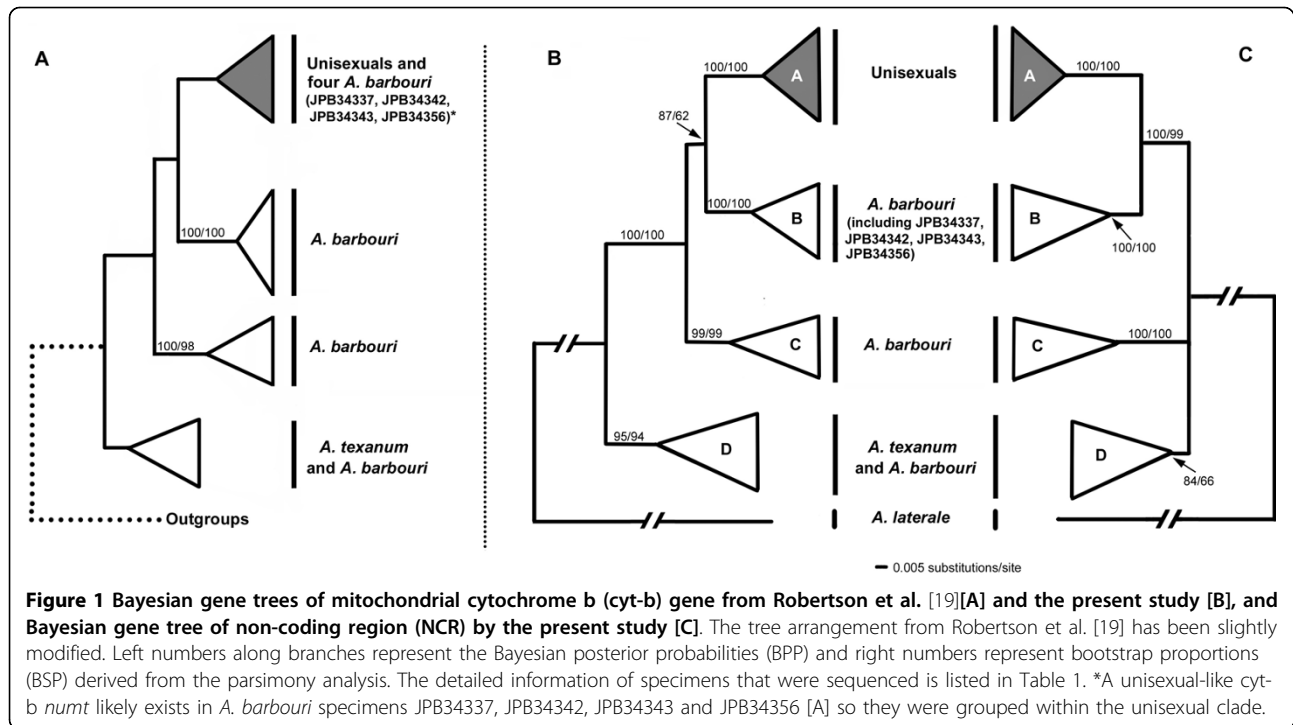 A
Unisexuals and
four A. barbouri
(JPB34337, JPB34342,
JPB34343, JPB34356)*
100/100
A. barbouri
100/98
A. barbouri
A. texanum
and A. barbouri
Outgroups
B
100/100
A
Unisexuals
87/62
100/100
B
A. barbouri
(including JPB34337,
JPB34342, JPB34343,
JPB34356)
100/100
99/99
C
A. barbouri
95/94
D
A. texanum
and A. barbouri
A. laterale
C
A
100/100
100/99
B
100/100
C
100/100
D
84/66
0.005 substitutions/site
Figure 1 Bayesian gene trees of mitochondrial cytochrome b (cyt-b) gene from Robertson et al. [19][A] and the present study [B], and
Bayesian gene tree of non-coding region (NCR) by the present study [C]. The tree arrangement from Robertson et al. [19] has been slightly
modified. Left numbers along branches represent the Bayesian posterior probabilities (BPP) and right numbers represent bootstrap proportions
(BSP) derived from the parsimony analysis. The detailed information of specimens that were sequenced is listed in Table 1. *A unisexual-like cyt-
b numt likely exists in A. barbouri specimens JPB34337, JPB34342, JPB34343 and JPB34356 [A] so they were grouped within the unisexual clade.